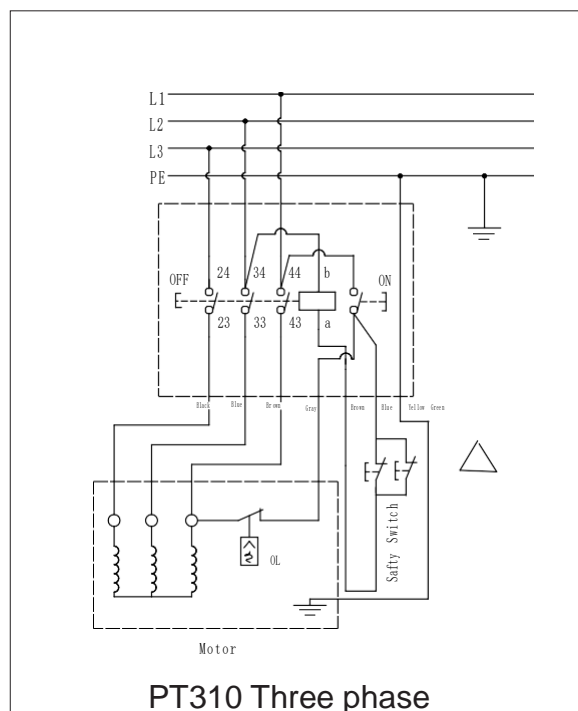 L1
L2
L3
PE
24 34 44 b
OFF ON
23 33 43 a
Black Blue Brown Gray Brown Blue Yellow Green
Safty Switch
OL
Motor
PT310 Three phase